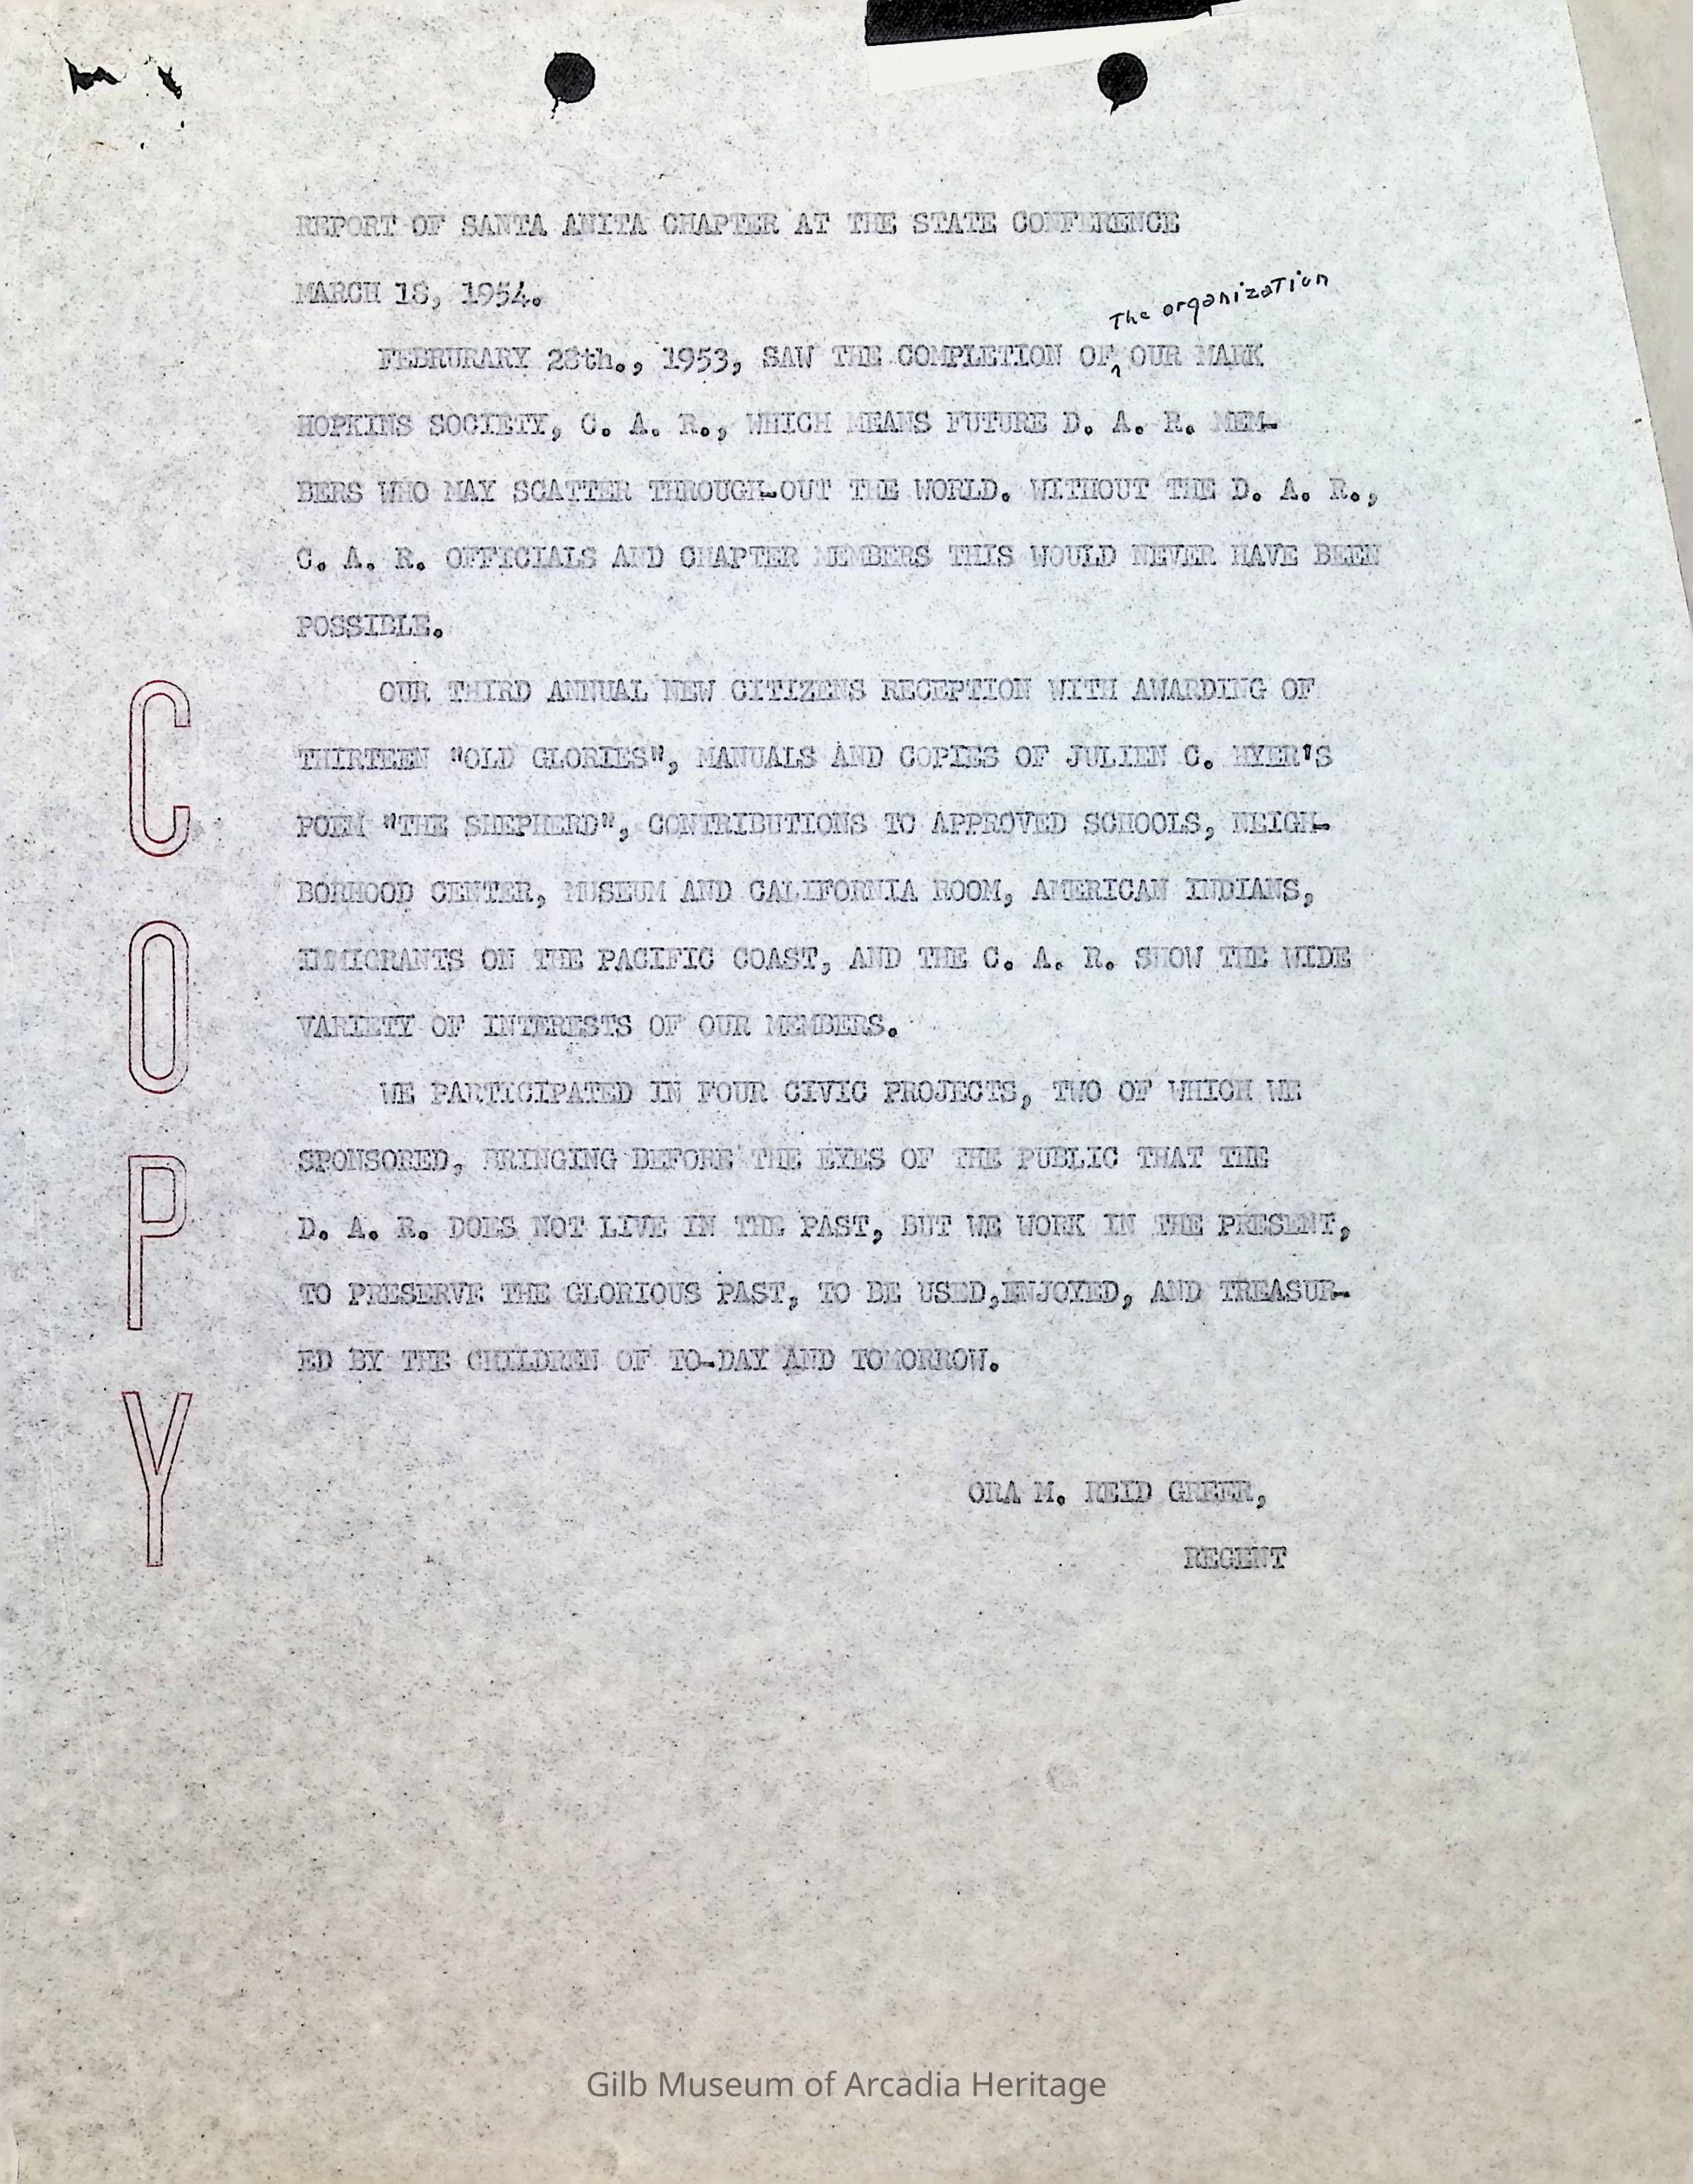 REPORT OF SANTA ANITA CHAPTER AT THE STATE CONFERENCE
MARCH 18, 1954.
The organization
FEBRURARY 28th., 1953, SAW THE COMPLETION OF ^ OUR MARK
HOPKINS SOCIETY, C. A. R., WHICH MEANS FUTURE D. A. R. MEM-
BERS WHO MAY SCATTER THROUGH-OUT THE WORLD. WITHOUT THE D. A. R.,
C. A. R. OFFICIALS AND CHAPTER MEMBERS THIS WOULD NEVER HAVE BEEN
POSSIBLE.
OUR THIRD ANNUAL NEW CITIZENS RECEPTION WITH AWARDING OF
THIRTEEN "OLD GLORIES", MANUALS AND COPIES OF JULIEN C. HYER'S
POEM "THE SHEPHERD", CONTRIBUTIONS TO APPROVED SCHOOLS, NEIGH-
BORHOOD CENTER, MUSEUM AND CALIFORNIA ROOM, AMERICAN INDIANS,
IMMIGRANTS ON THE PACIFIC COAST, AND THE C. A. R. SHOW THE WIDE
VARIETY OF INTERESTS OF OUR MEMBERS.
WE PARTICIPATED IN FOUR CIVIC PROJECTS, TWO OF WHICH WE
SPONSORED, BRINGING BEFORE THE EYES OF THE PUBLIC THAT THE
D. A. R. DOES NOT LIVE IN THE PAST, BUT WE WORK IN THE PRESENT,
TO PRESERVE THE GLORIOUS PAST, TO BE USED,ENJOYED, AND TREASUR-
ED BY THE CHILDREN OF TO-DAY AND TOMORROW.
ORA M. REID GREER,
REGENT
COPY
Gilb Museum of Arcadia Heritage